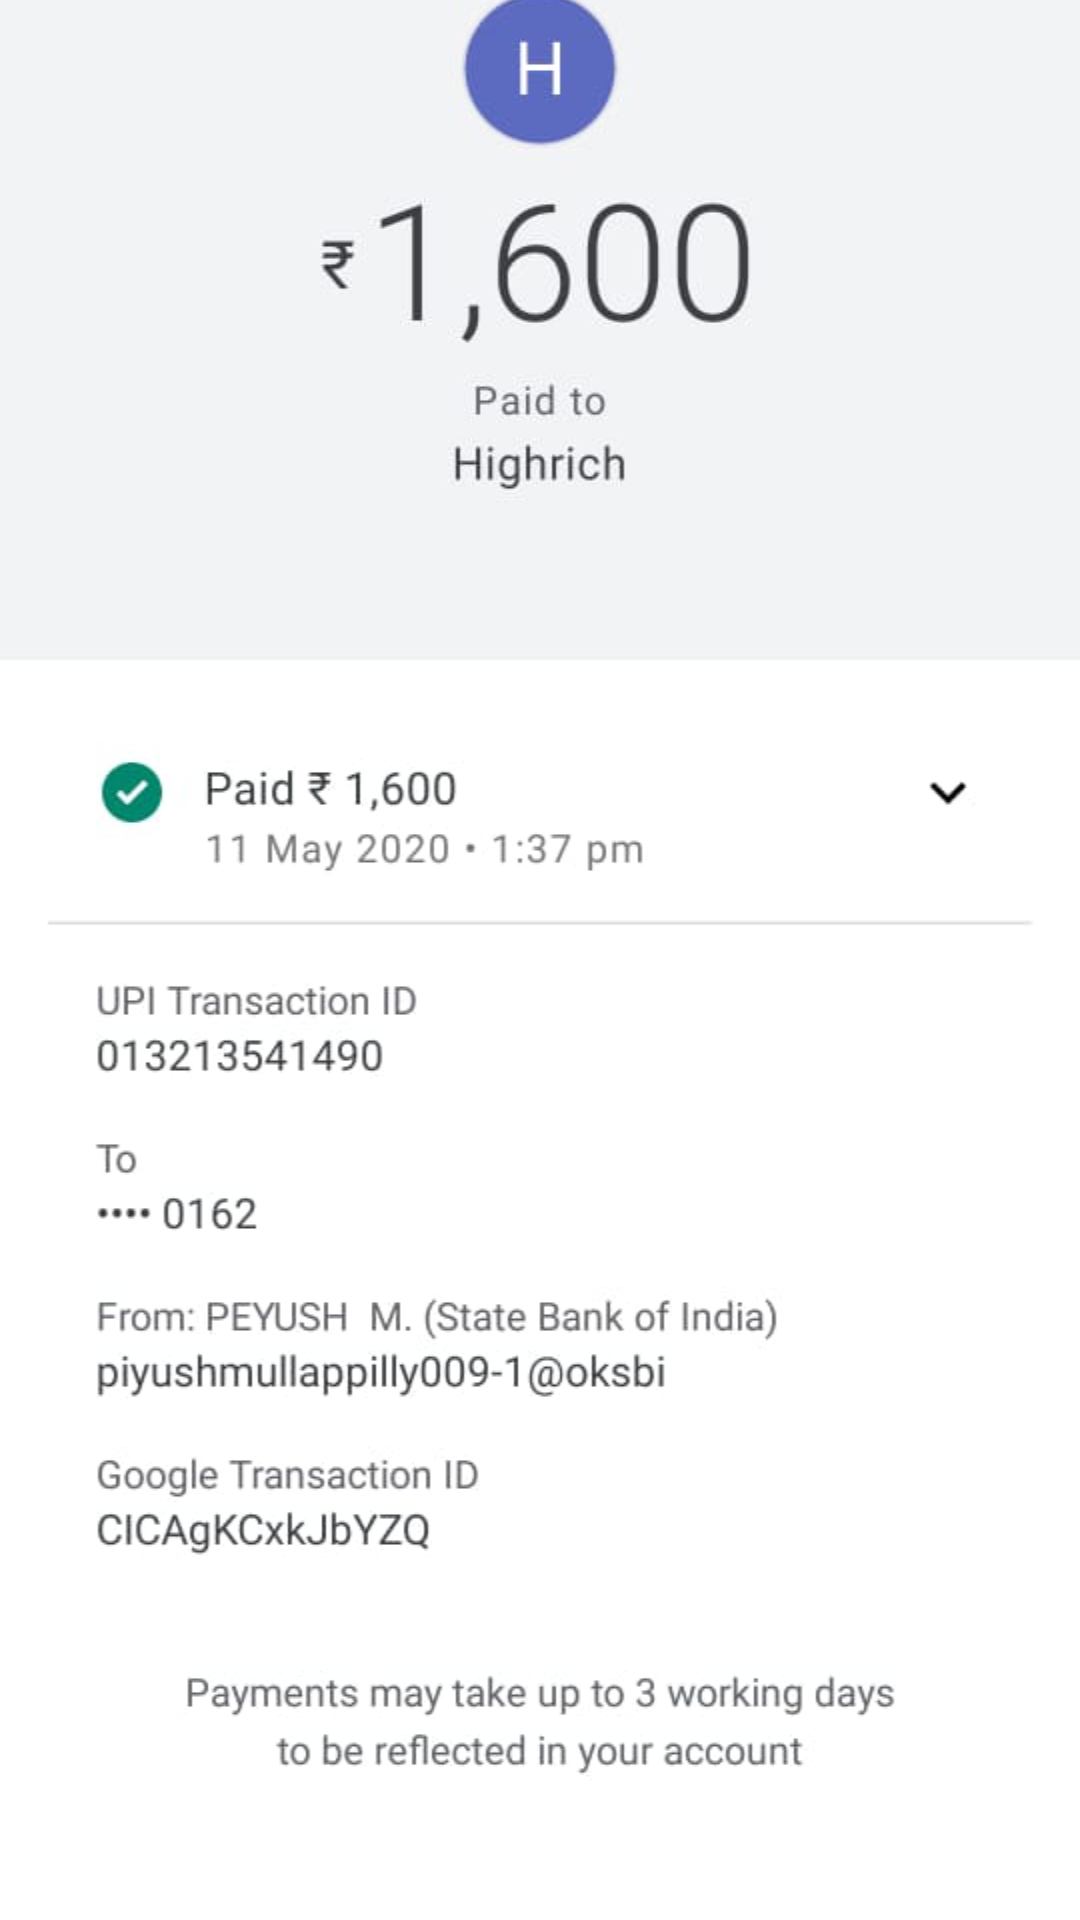 H
₹1,600
Paid to
Highrich
Paid ₹ 1,600
11 May 2020 • 1:37 pm
UPI Transaction ID
013213541490
To
•••• 0162
From: PEYUSH  M. (State Bank of India)
piyushmullappilly009-1@oksbi
Google Transaction ID
CICAgKCxkJbYZQ
Payments may take up to 3 working days
to be reflected in your account